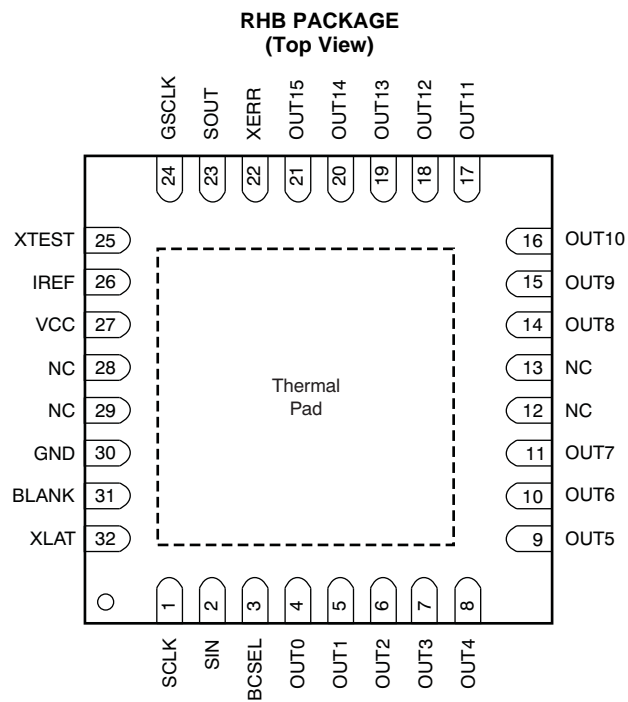 RHB PACKAGE
(Top View)
GSCLK
SOUT
XERR
OUT15
OUT14
OUT13
OUT12
OUT11
24
23
22
21
20
19
18
17
XTEST 25
IREF 26
VCC 27
NC 28
NC 29
GND 30
BLANK 31
XLAT 32
Thermal
Pad
16 OUT10
15 OUT9
14 OUT8
13 NC
12 NC
11 OUT7
10 OUT6
9 OUT5
1
2
3
4
5
6
7
8
SCLK
SIN
BCSEL
OUT0
OUT1
OUT2
OUT3
OUT4